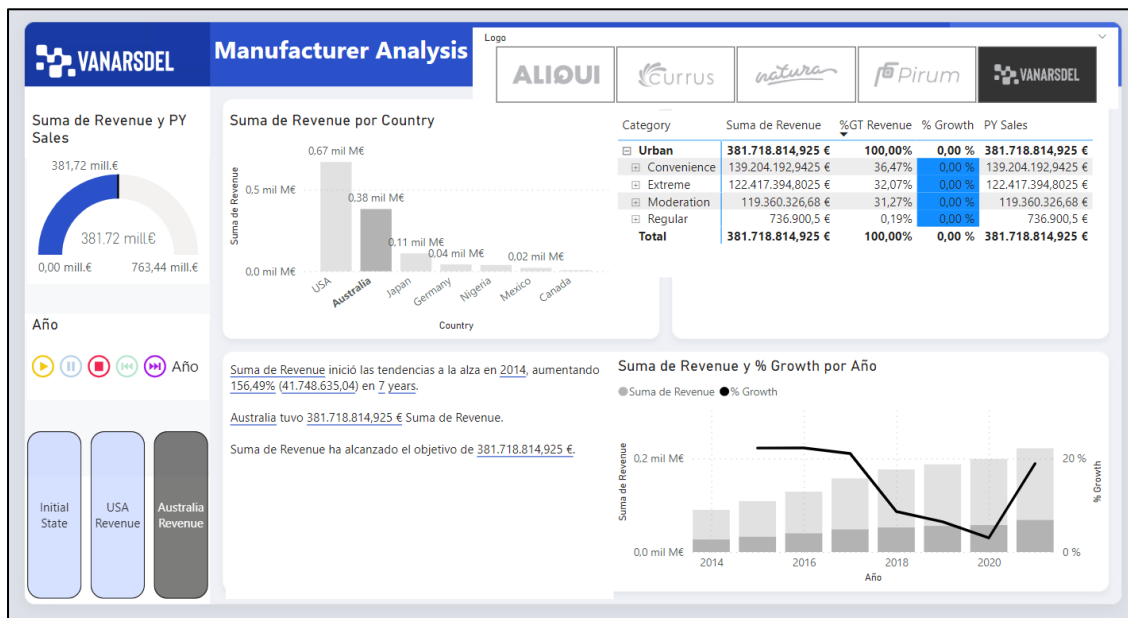 VANARSDEL
Manufacturer Analysis
Logo
ALIQUI
Currus
natura
Pirum
VANARSDEL
Suma de Revenue y PY
Sales
381,72 mill.€
381,72 mill.€
0,00 mill.€
763,44 mill.€
Suma de Revenue por Country
Suma de Revenue
0,5 mil M€
0,0 mil M€
0,67 mil M€
0,38 mil M€
0,11 mil M€
0,04 mil M€
0,02 mil M€
USA
Australia
Japan
Germany
Nigeria
Mexico
Canada
Country
Category Suma de Revenue %GT Revenue % Growth PY Sales
Urban 381.718.814,925 € 100,00% 0,00 % 381.718.814,925 €
Convenience 139.204.192,9425 € 36,47% 0,00 % 139.204.192,9425 €
Extreme 122.417.394,8025 € 32,07% 0,00 % 122.417.394,8025 €
Moderation 119.360.326,68 € 31,27% 0,00 % 119.360.326,68 €
Regular 736.900,5 € 0,19% 0,00 % 736.900,5 €
Total 381.718.814,925 € 100,00% 0,00 % 381.718.814,925 €
Año
Año
Initial
State
USA
Revenue
Australia
Revenue
Suma de Revenue inició las tendencias a la alza en 2014, aumentando
156,49% (41.748.635,04) en 7 years.
Australia tuvo 381.718.814,925 € Suma de Revenue.
Suma de Revenue ha alcanzado el objetivo de 381.718.814,925 €.
Suma de Revenue y % Growth por Año
Suma de Revenue % Growth
Suma de Revenue
0,2 mil M€
0,0 mil M€
20 %
0 %
% Growth
2014
2016
2018
2020
Año